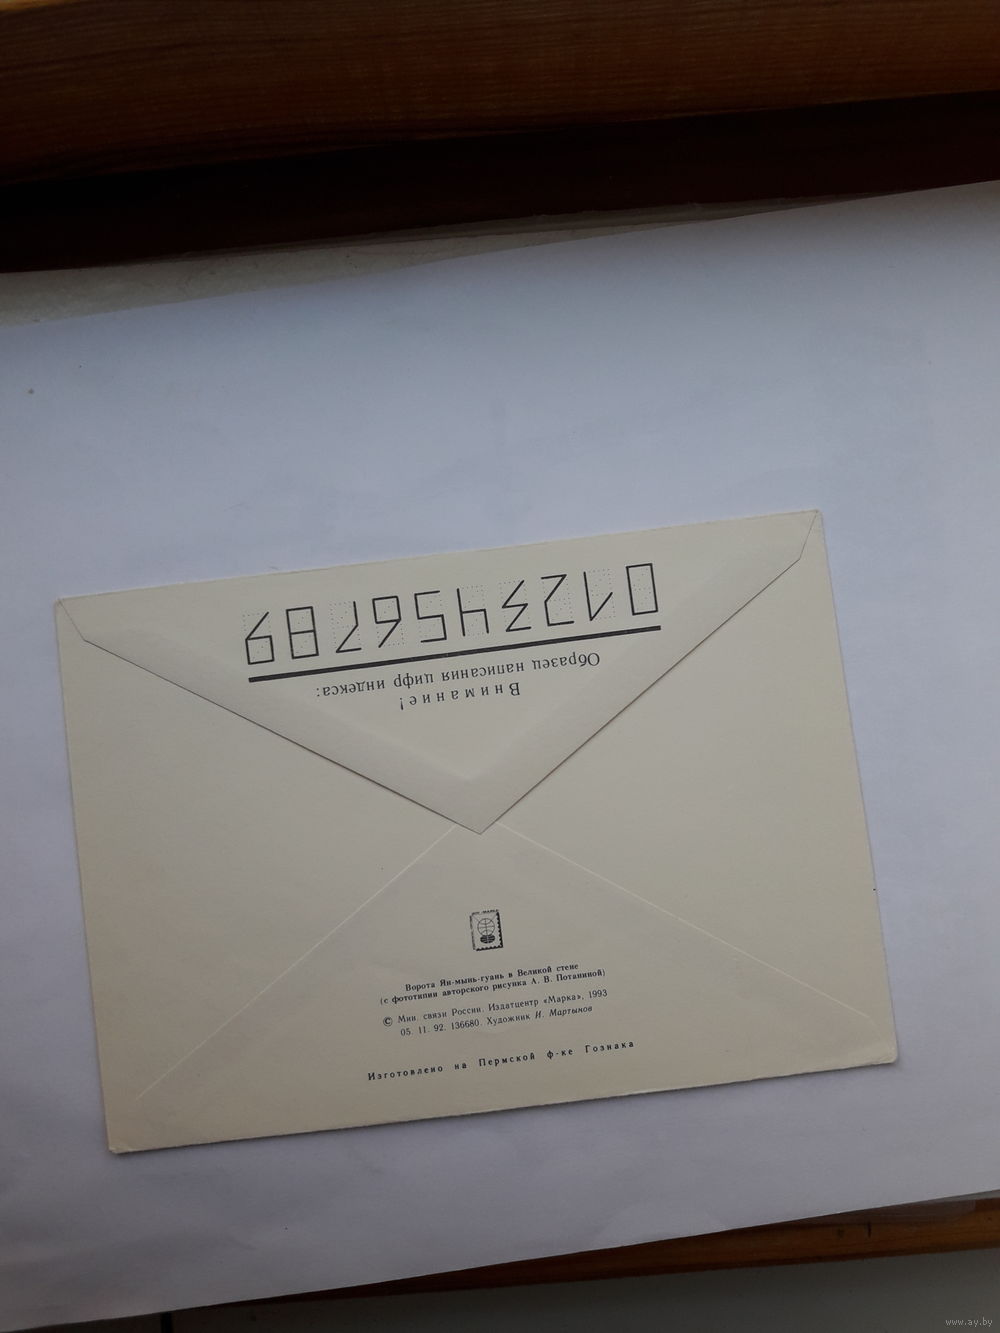 Внимание!
Образец написания цифр индекса:
0123456789
Ворота Ян-мынь-гуань в Великой стене
(с фототипии авторского рисунка А. В. Потаниной)
© Мин. связи России. Издатцентр «Марка», 1993
05. 11. 92. 136680. Художник И. Мартынов
Изготовлено на Пермской ф-ке Гознака
www.ay.by